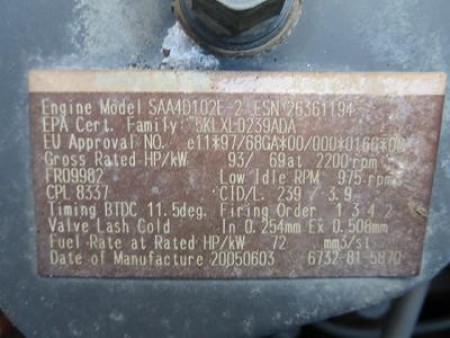 Engine Model SAA4D102E-2 ESN 26361194
EPA Cert. Family 5KLXL0239ADA
EU Approval NO. e11*97/68GA*00/000*0166*
Gross Rated HP/kW 93/ 69at 2200rpm
FR09982 Low Idle RPM 975 rpm
CPL 8337 CID/L. 239 / 3.9
Timing BTDC 11.5deg. Firing Order 1 3 4 2
Valve Lash Cold In 0.254mm Ex 0.508mm
Fuel Rate at Rated HP/kW 72 mm3/st
Date of Manufacture 20050603 6732-81-5870